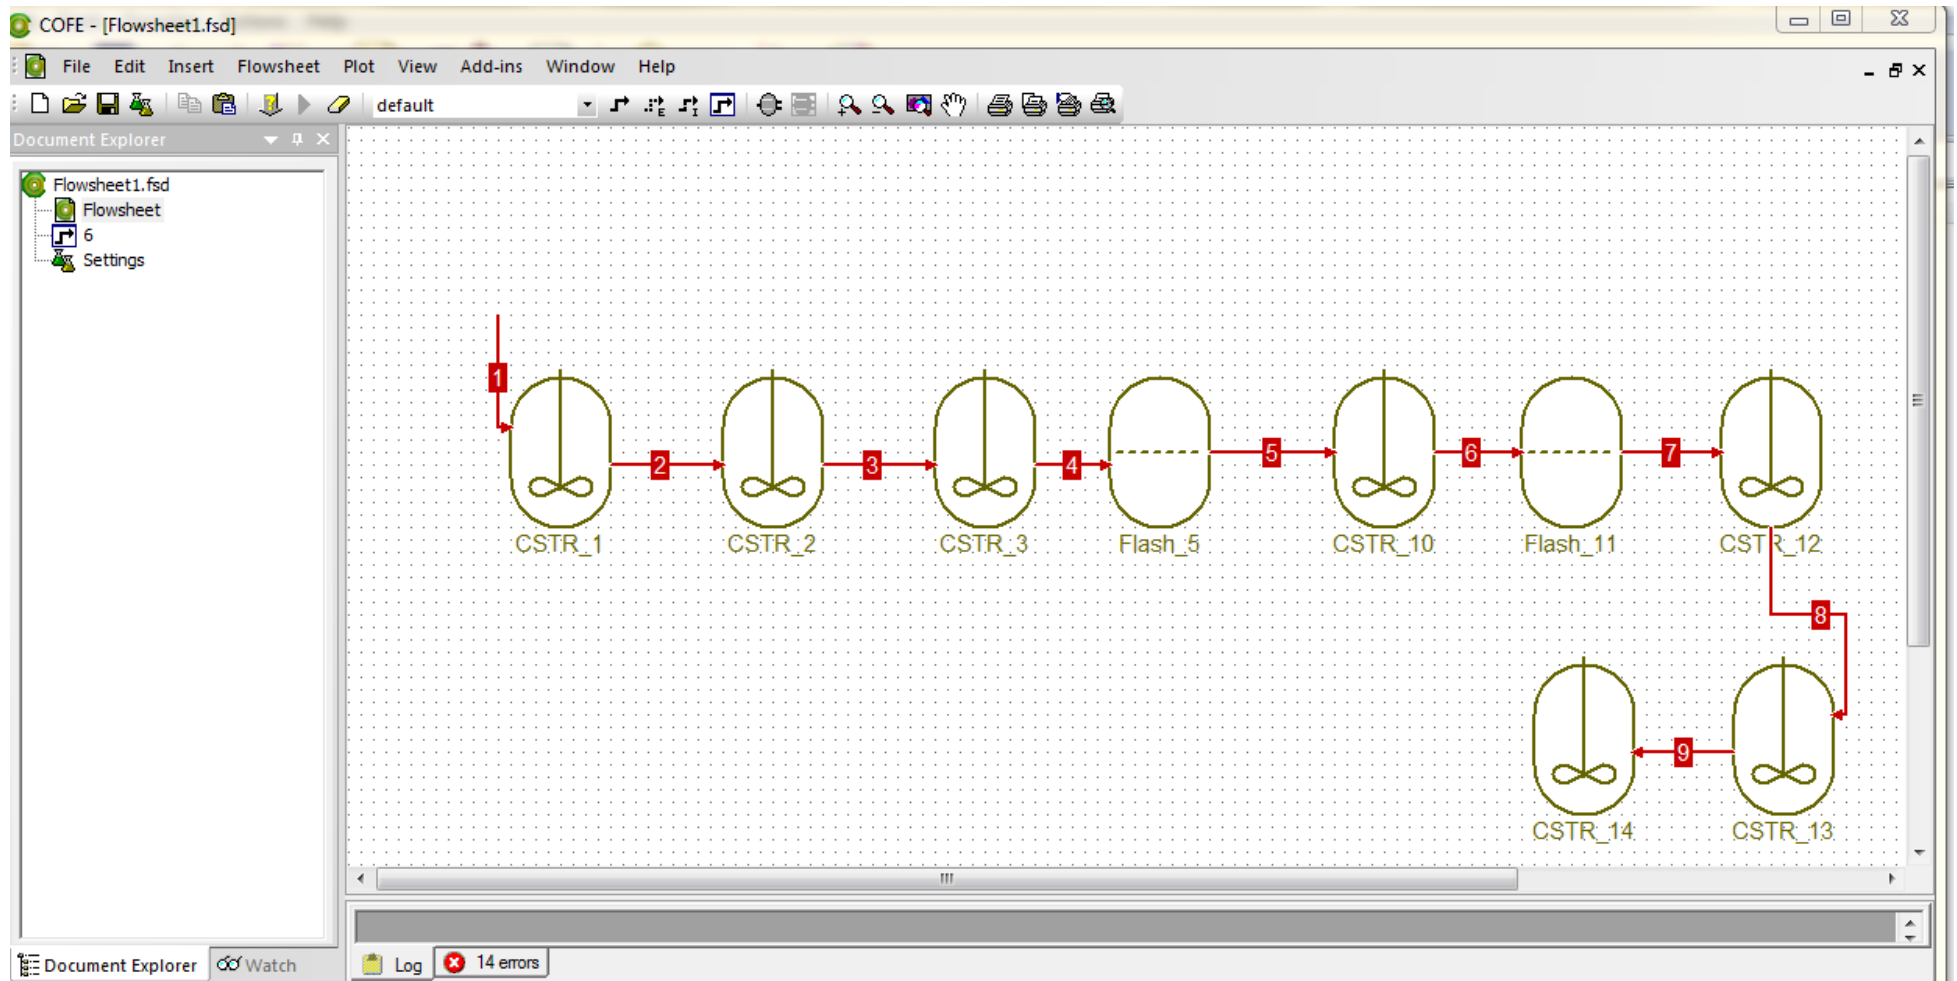 COFE - [Flowsheet1.fsd]
File Edit Insert Flowsheet Plot View Add-ins Window Help
default
Document Explorer
Flowsheet1.fsd
Flowsheet
6
Settings
1
2 3 4 5 6 7
CSTR_1 CSTR_2 CSTR_3 Flash_5 CSTR_10 Flash_11 CSTR_12
8
9
CSTR_14 CSTR_13
Document Explorer Watch Log 14 errors